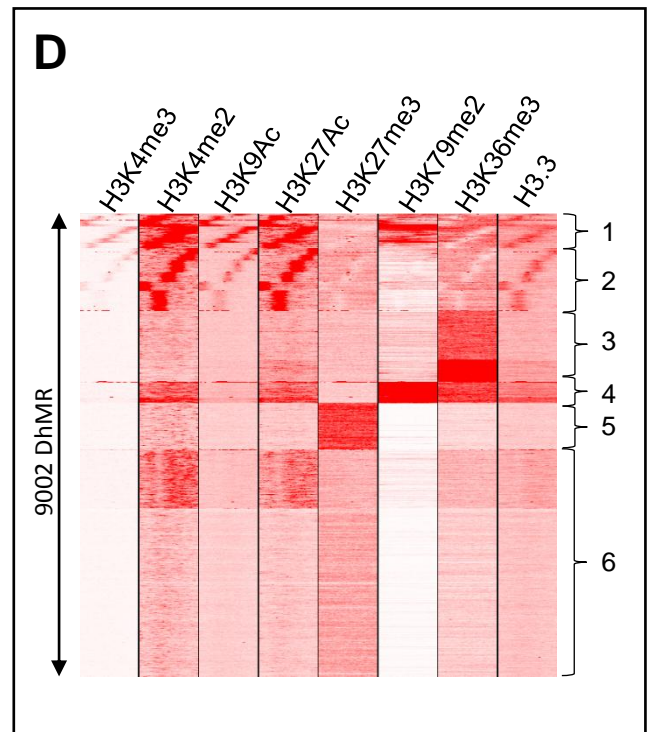 D
H3K4me3
H3K4me2
H3K9Ac
H3K27Ac
H3K27me3
H3K79me2
H3K36me3
H3.3
9002 DhMR
1
2
3
4
5
6